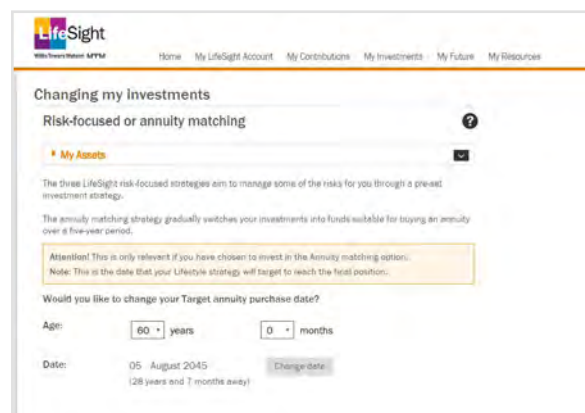 LifeSight
Willis Towers Watson
Home My LifeSight Account My Contributions My Investments My Future My Resources
Changing my investments
Risk-focused or annuity matching
?
My Assets
The three LifeSight risk-focused strategies aim to manage some of the risks for you through a pre-set
investment strategy.
The annuity matching strategy gradually switches your investments into funds suitable for buying an annuity
over a five-year period.
Attention! This is only relevant if you have chosen to invest in the Annuity matching option.
Note: This is the date that your Lifestyle strategy will target to reach the final position.
Would you like to change your Target annuity purchase date?
Age: 60 years 0 months
Date: 05 August 2045 Change date
(28 years and 7 months away)